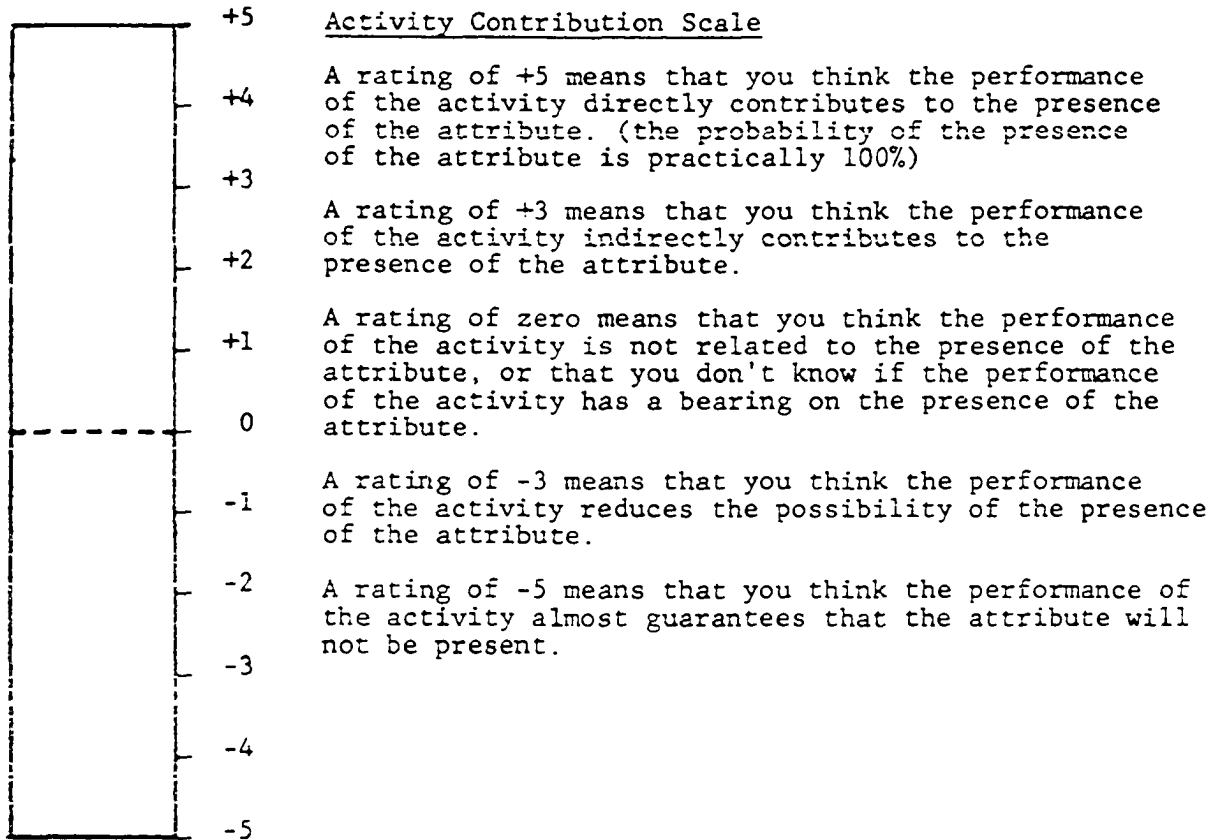 +5 Activity Contribution Scale
A rating of +5 means that you think the performance
+4 of the activity directly contributes to the presence
of the attribute. (the probability of the presence
of the attribute is practically 100%)
+3
A rating of +3 means that you think the performance
of the activity indirectly contributes to the
+2 presence of the attribute.
A rating of zero means that you think the performance
+1 of the activity is not related to the presence of the
attribute, or that you don't know if the performance
of the activity has a bearing on the presence of the
0 attribute.
A rating of -3 means that you think the performance
-1 of the activity reduces the possibility of the presence
of the attribute.
-2 A rating of -5 means that you think the performance of
the activity almost guarantees that the attribute will
not be present.
-3
-4
-5